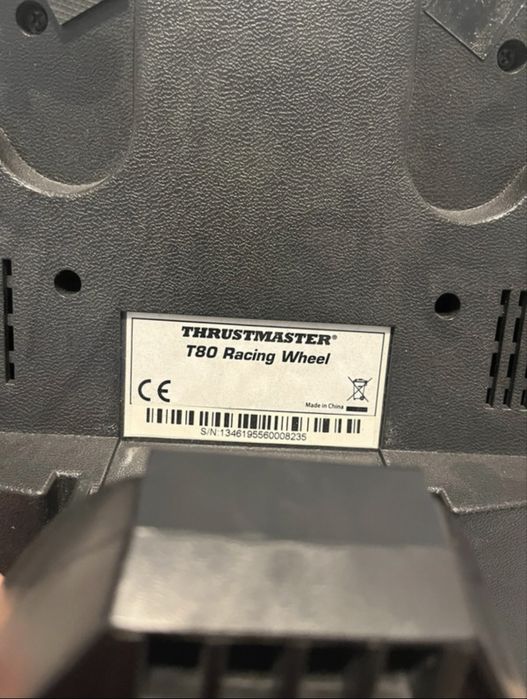 THRUSTMASTER®
T80 Racing Wheel
CE
Made in China
S/N:1346195560008235